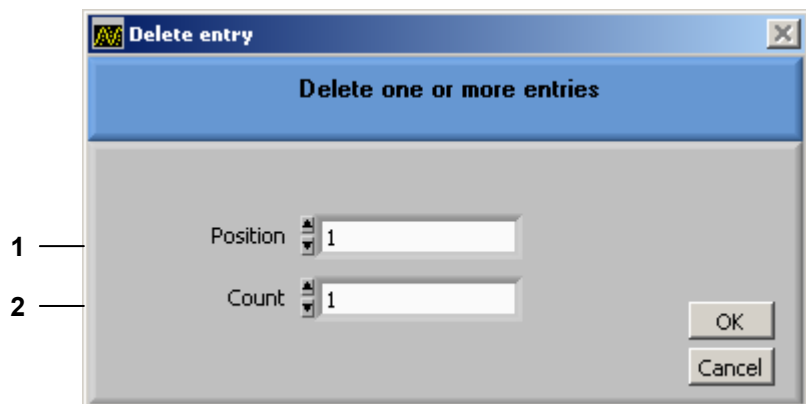 Delete entry
Delete one or more entries
1 Position 1
2 Count 1
OK
Cancel